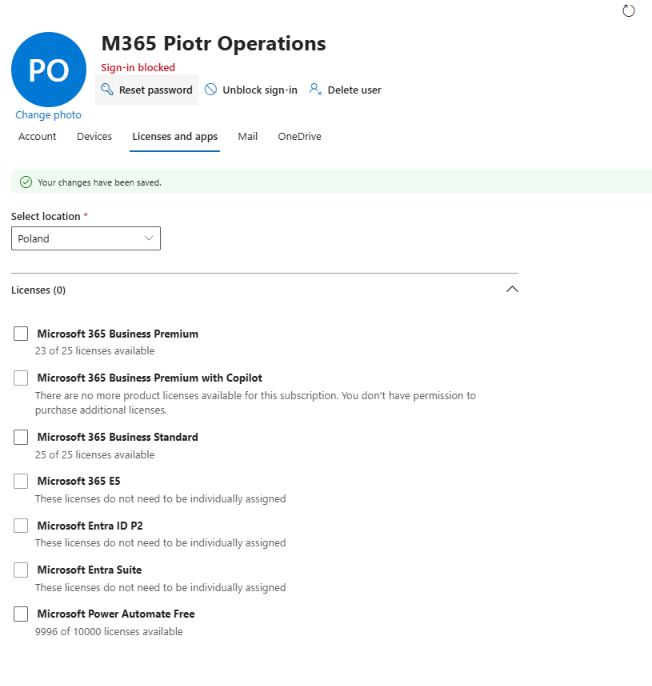 M365 Piotr Operations
PO
Sign-in blocked
Reset password Unblock sign-in Delete user
Change photo
Account Devices Licenses and apps Mail OneDrive
Your changes have been saved.
Select location *
Poland
Licenses (0)
Microsoft 365 Business Premium
23 of 25 licenses available
Microsoft 365 Business Premium with Copilot
There are no more product licenses available for this subscription. You don't have permission to
purchase additional licenses.
Microsoft 365 Business Standard
25 of 25 licenses available
Microsoft 365 E5
These licenses do not need to be individually assigned
Microsoft Entra ID P2
These licenses do not need to be individually assigned
Microsoft Entra Suite
These licenses do not need to be individually assigned
Microsoft Power Automate Free
9996 of 10000 licenses available